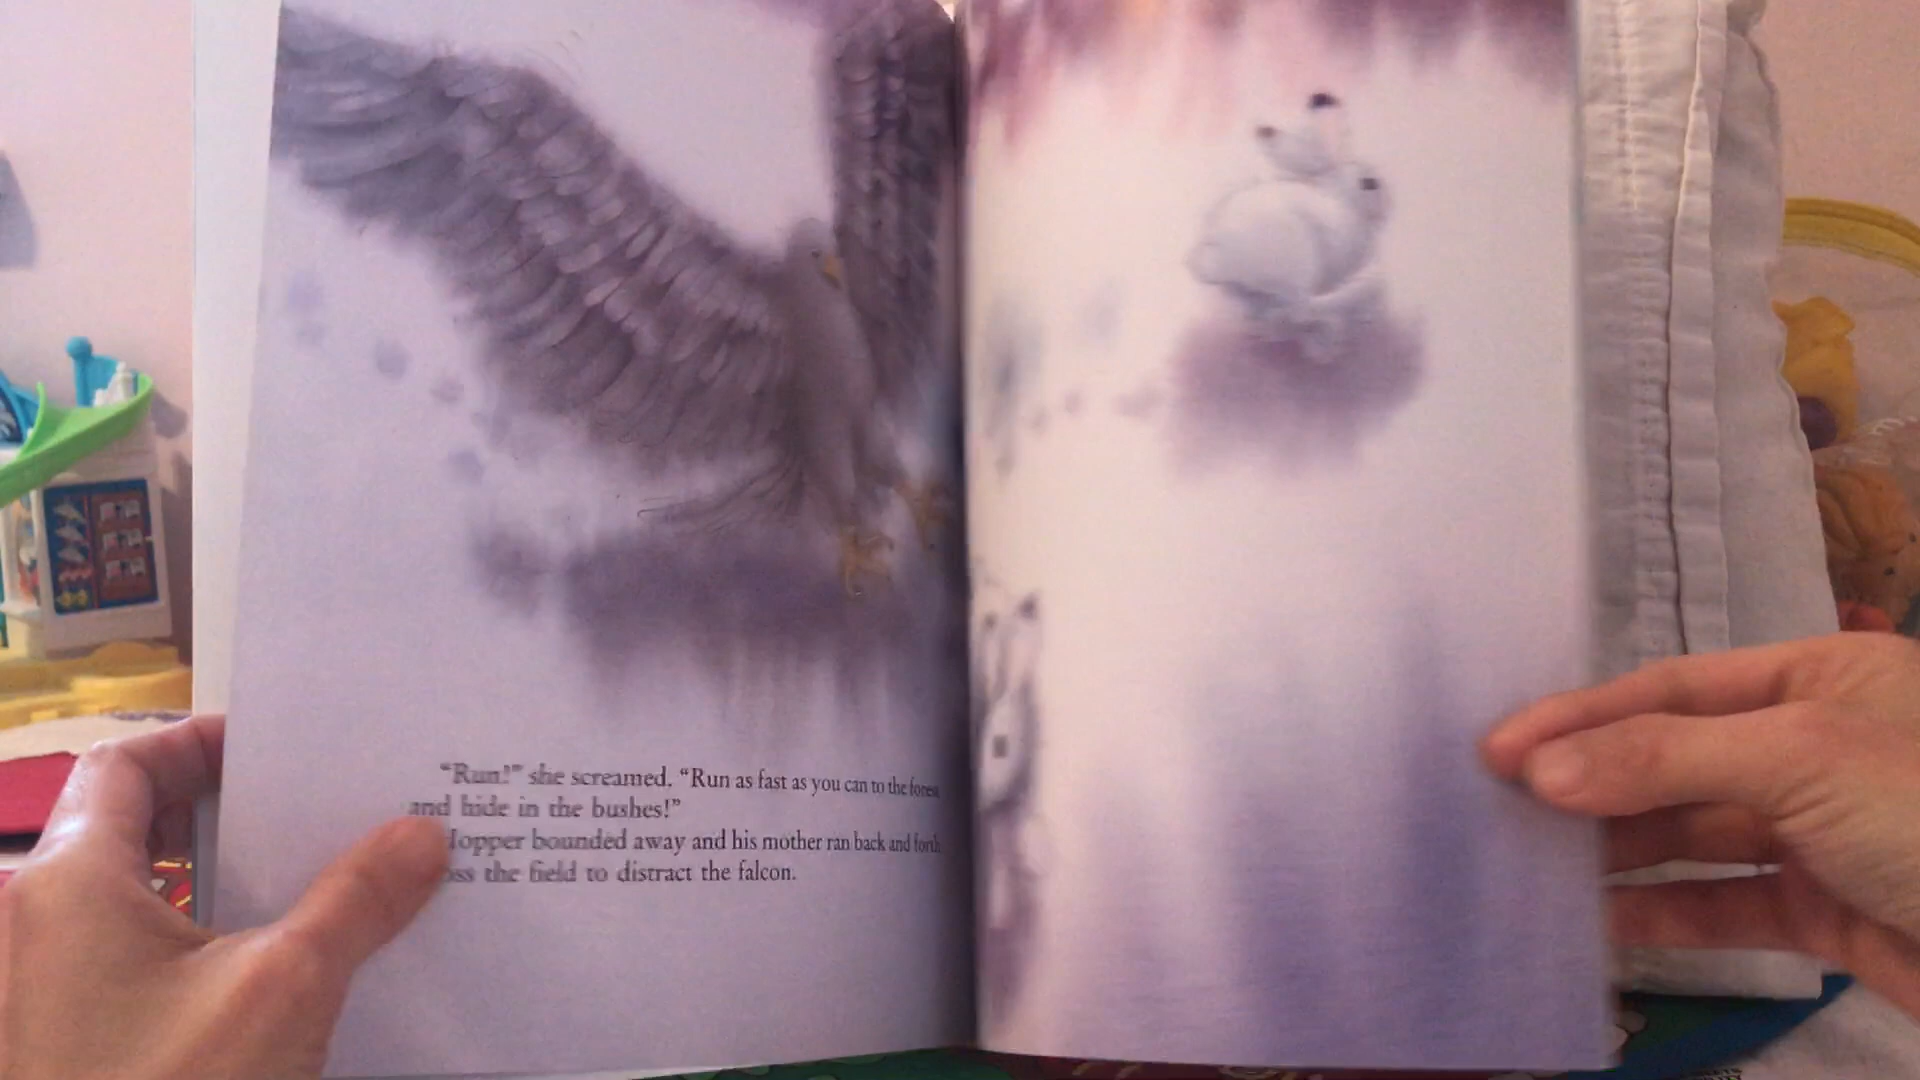 “Run!” she screamed. “Run as fast as you can to the forest
and hide in the bushes!”
Hopper bounded away and his mother ran back and forth
the field to distract the falcon.